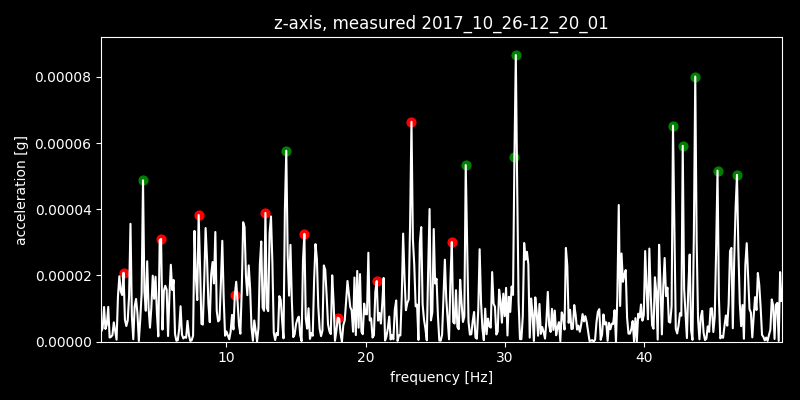 z-axis, measured 2017_10_26-12_20_01
0.00008
0.00006
0.00004
0.00002
0.00000
acceleration [g]
10 20 30 40
frequency [Hz]